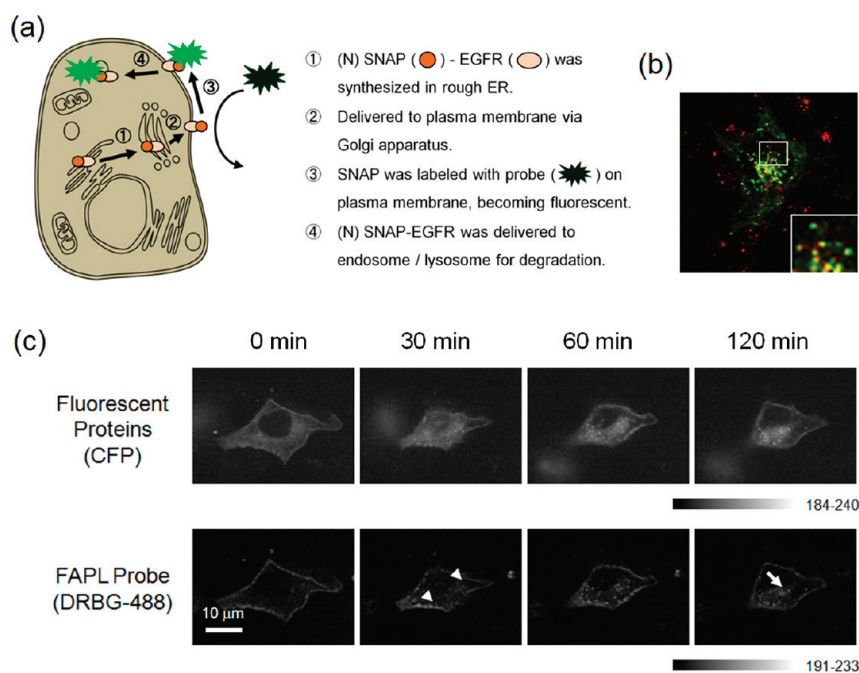 (a)
① (N) SNAP ( ) - EGFR ( ) was
synthesized in rough ER.
② Delivered to plasma membrane via
Golgi apparatus.
③ SNAP was labeled with probe ( ) on
plasma membrane, becoming fluorescent.
④ (N) SNAP-EGFR was delivered to
endosome / lysosome for degradation.
④
③
①
②
(b)
(c)
0 min 30 min 60 min 120 min
Fluorescent
Proteins
(CFP)
184-240
FAPL Probe
(DRBG-488)
10 μm
191-233